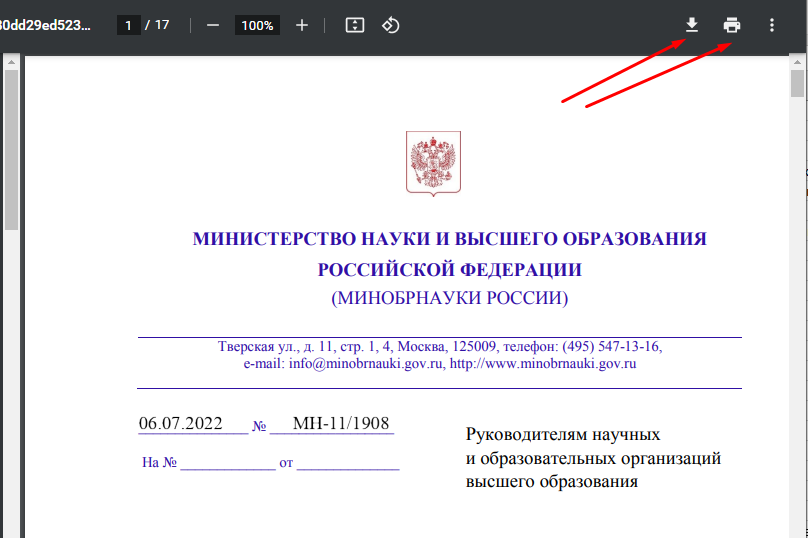 30dd29ed523...
1 / 17
100%
МИНИСТЕРСТВО НАУКИ И ВЫСШЕГО ОБРАЗОВАНИЯ
РОССИЙСКОЙ ФЕДЕРАЦИИ
(МИНОБРНАУКИ РОССИИ)
Тверская ул., д. 11, стр. 1, 4, Москва, 125009, телефон: (495) 547-13-16,
e-mail: info@minobrnauki.gov.ru, http://www.minobrnauki.gov.ru
06.07.2022 № МН-11/1908
На № _____________ от ______________
Руководителям научных
и образовательных организаций
высшего образования